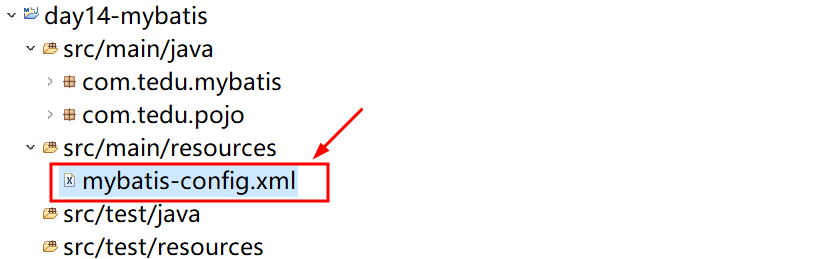 day14-mybatis
src/main/java
com.tedu.mybatis
com.tedu.pojo
src/main/resources
mybatis-config.xml
src/test/java
src/test/resources